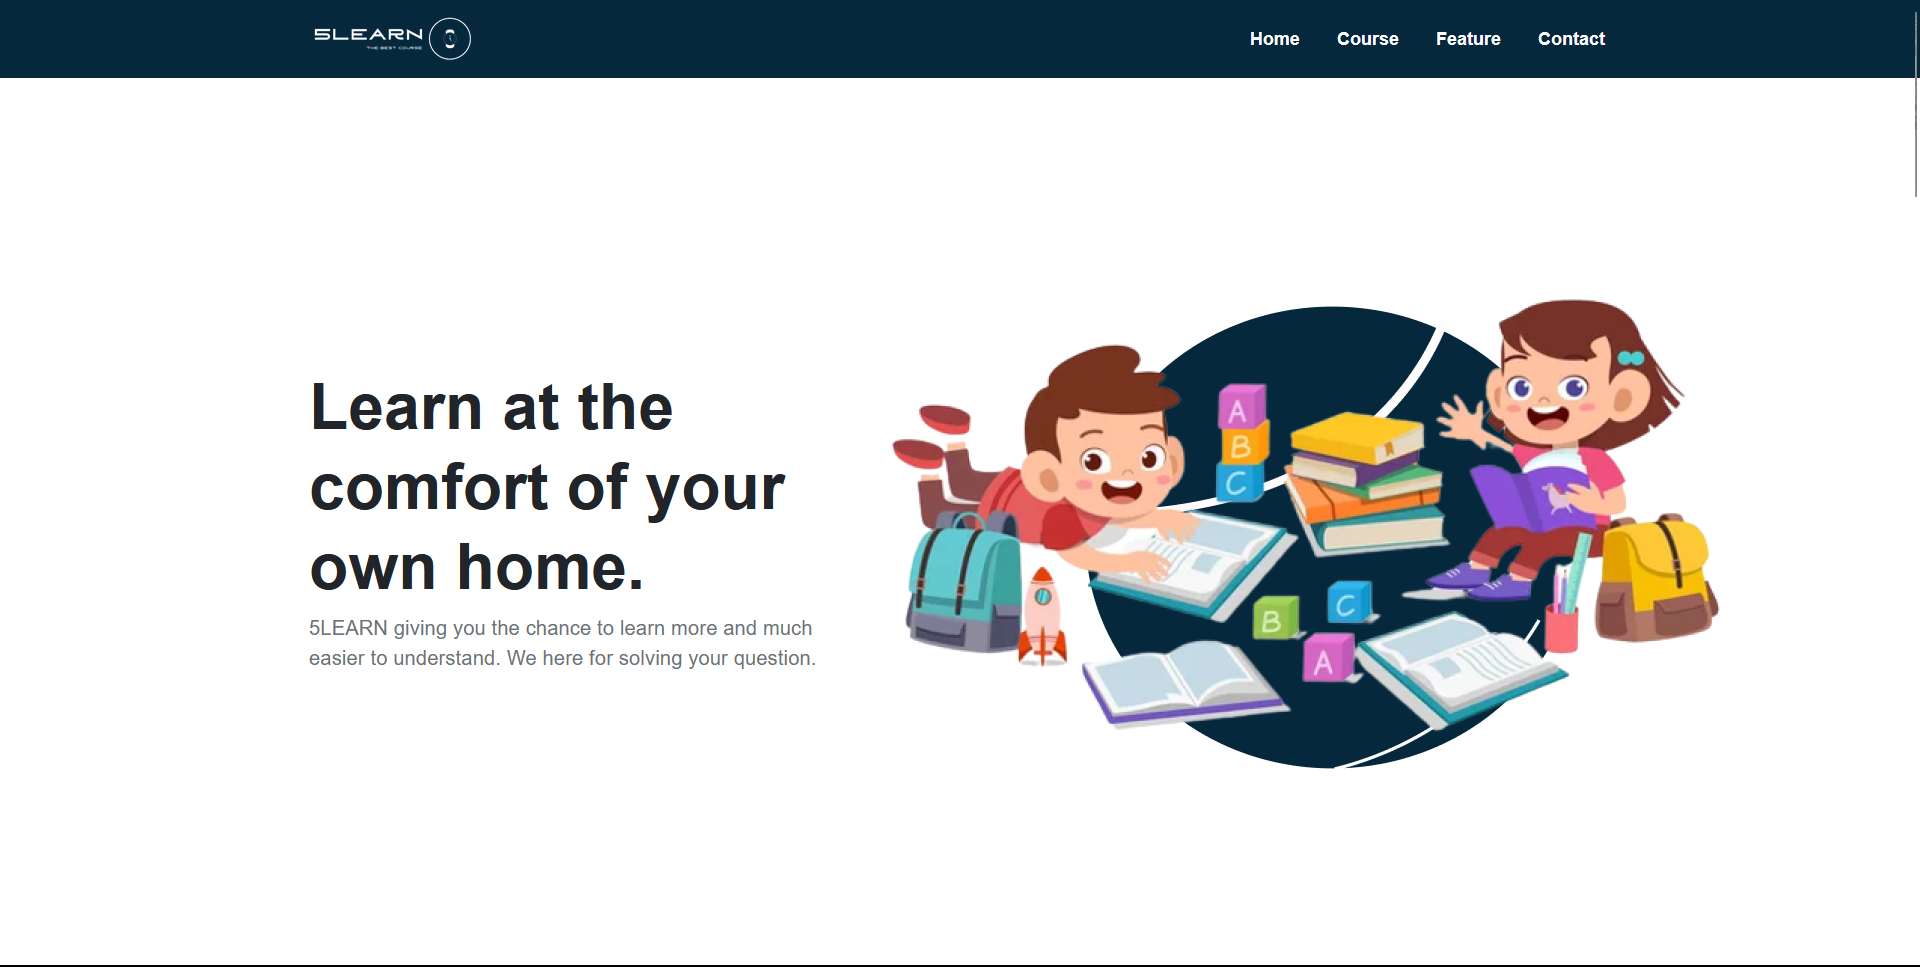 5LEARN
THE BEST COURSE
Home Course Feature Contact
Learn at the
comfort of your
own home.
5LEARN giving you the chance to learn more and much
easier to understand. We here for solving your question.
A
B
C
B
C
A